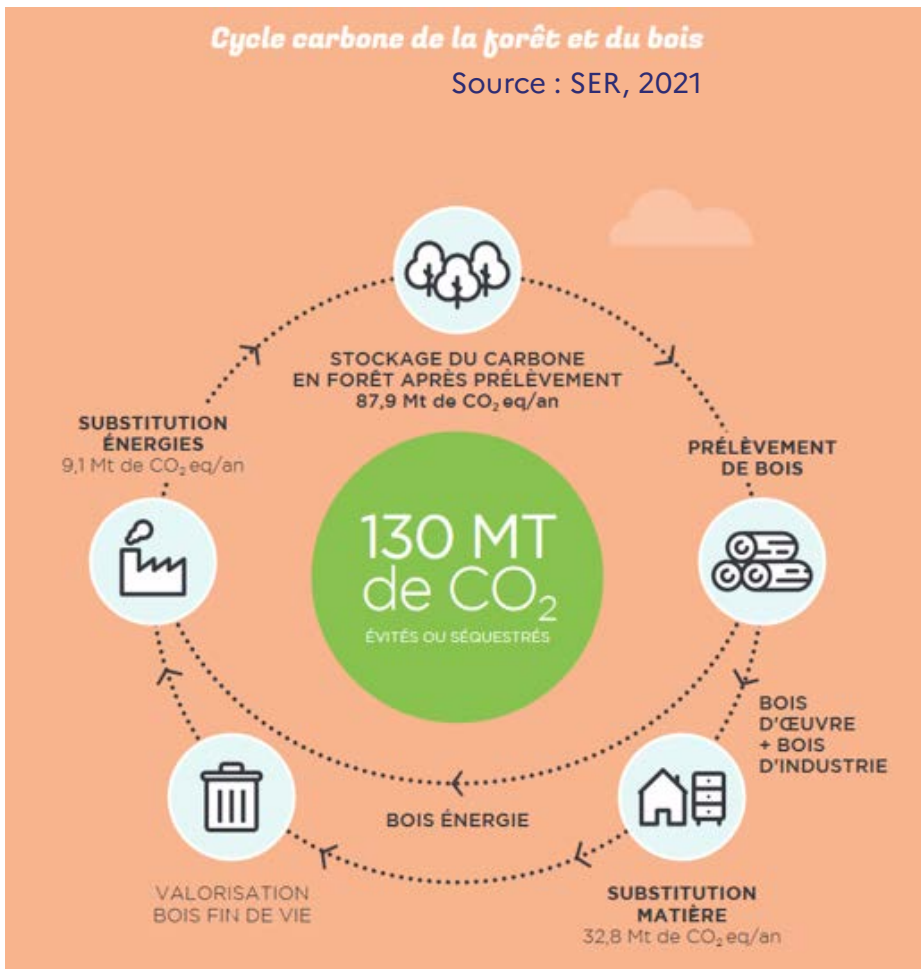 Cycle carbone de la forêt et du bois
Source : SER, 2021
STOCKAGE DU CARBONE
EN FORÊT APRÈS PRÉLÈVEMENT
87,9 Mt de CO₂ eq/an
SUBSTITUTION
ÉNERGIES
9,1 Mt de CO₂ eq/an
PRÉLÈVEMENT
DE BOIS
130 MT
de CO₂
ÉVITÉS OU SÉQUESTRÉS
BOIS
D'ŒUVRE
+ BOIS
D'INDUSTRIE
BOIS ÉNERGIE
VALORISATION
BOIS FIN DE VIE
SUBSTITUTION
MATIÈRE
32,8 Mt de CO₂ eq/an